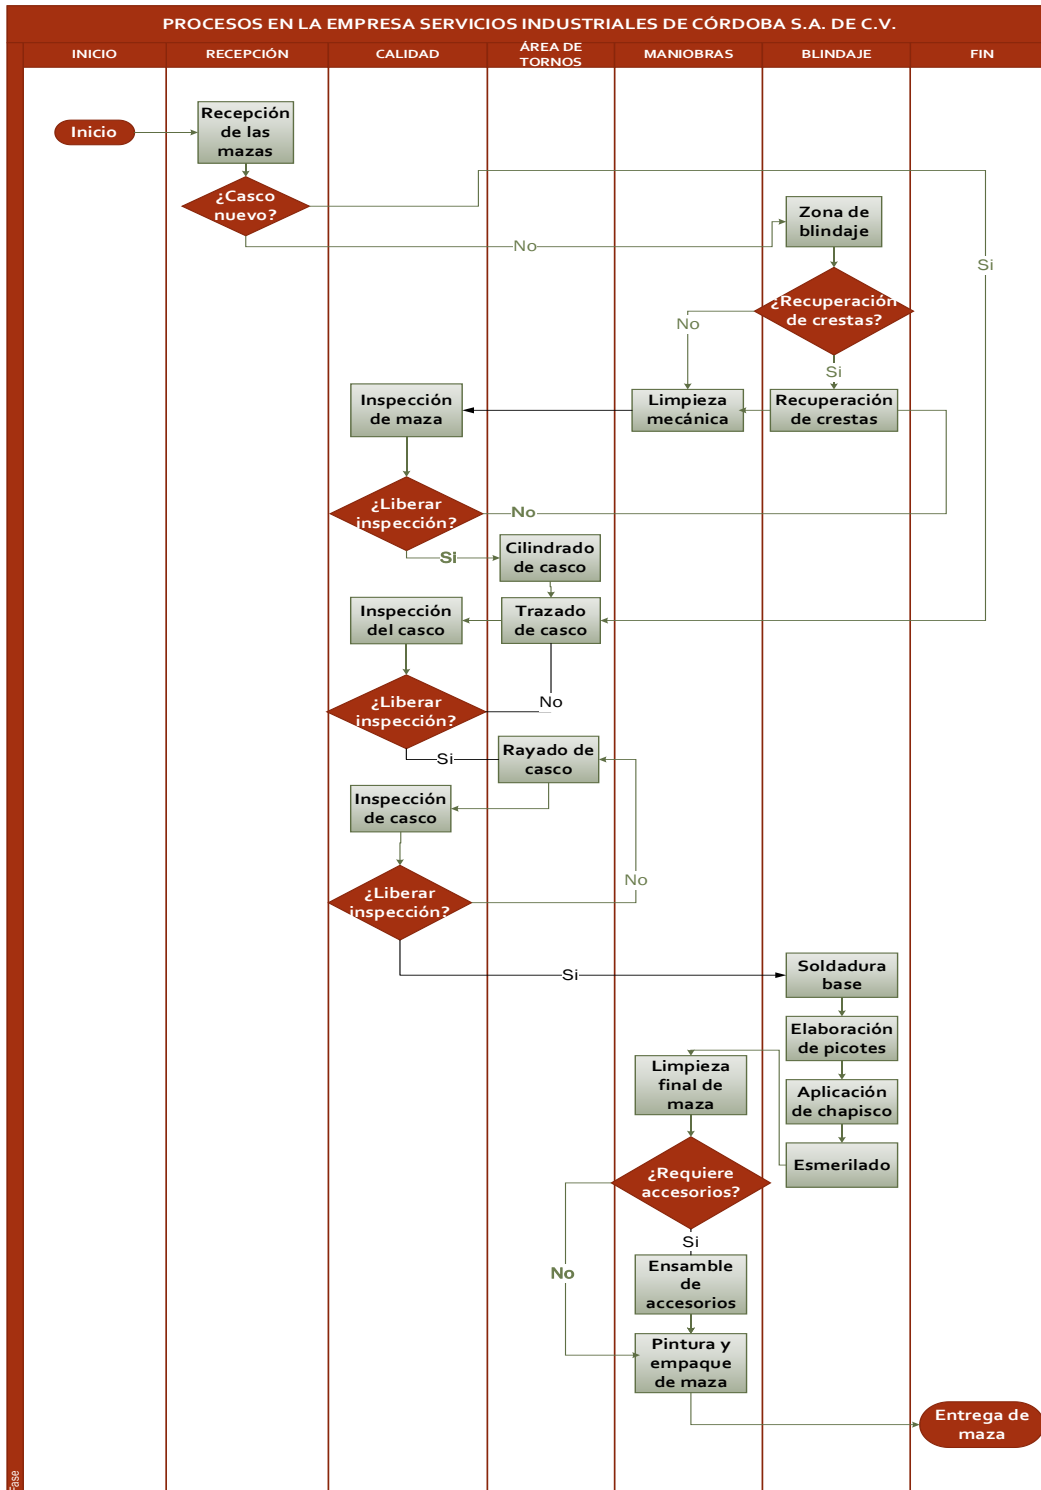 PROCESOS EN LA EMPRESA SERVICIOS INDUSTRIALES DE CÓRDOBA S.A. DE C.V.
INICIO
RECEPCIÓN
CALIDAD
ÁREA DE
TORNOS
MANIOBRAS
BLINDAJE
FIN
Inicio
Recepción
de las
mazas
¿Casco
nuevo?
Zona de
blindaje
No
Si
¿Recuperación
de crestas?
No
Si
Inspección
de maza
Limpieza
mecánica
Recuperación
de crestas
¿Liberar
inspección?
No
Si
Cilindrado
de casco
Inspección
del casco
Trazado
de casco
¿Liberar
inspección?
No
Si
Rayado de
casco
Inspección
de casco
¿Liberar
inspección?
No
Si
Soldadura
base
Elaboración
de picotes
Limpieza
final de
maza
Aplicación
de chapisco
Esmerilado
¿Requiere
accesorios?
Si
No
Ensamble
de
accesorios
Pintura y
empaque
de maza
Entrega de
maza
Fase